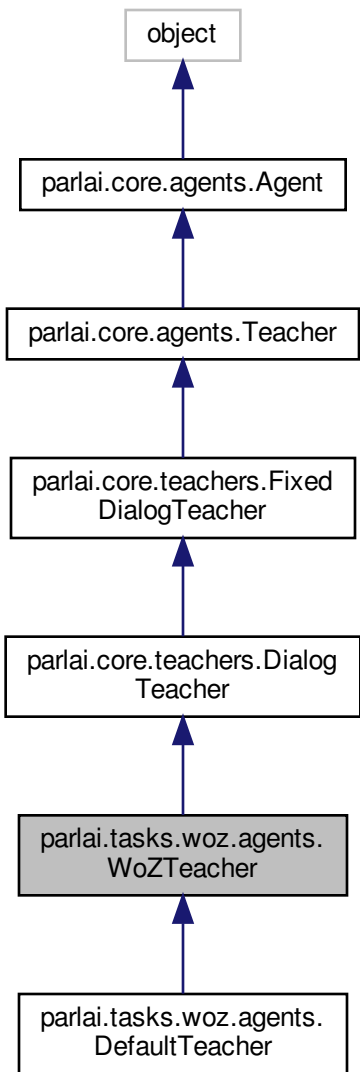 object
parlai.core.agents.Agent
parlai.core.agents.Teacher
parlai.core.teachers.Fixed
DialogTeacher
parlai.core.teachers.Dialog
Teacher
parlai.tasks.woz.agents.
WoZTeacher
parlai.tasks.woz.agents.
DefaultTeacher